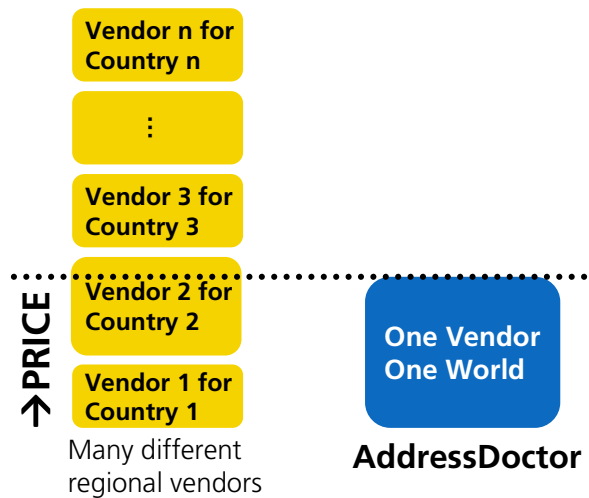 Vendor n for
Country n
...
Vendor 3 for
Country 3
Vendor 2 for
Country 2
Vendor 1 for
Country 1
→PRICE
Many different
regional vendors
One Vendor
One World
AddressDoctor